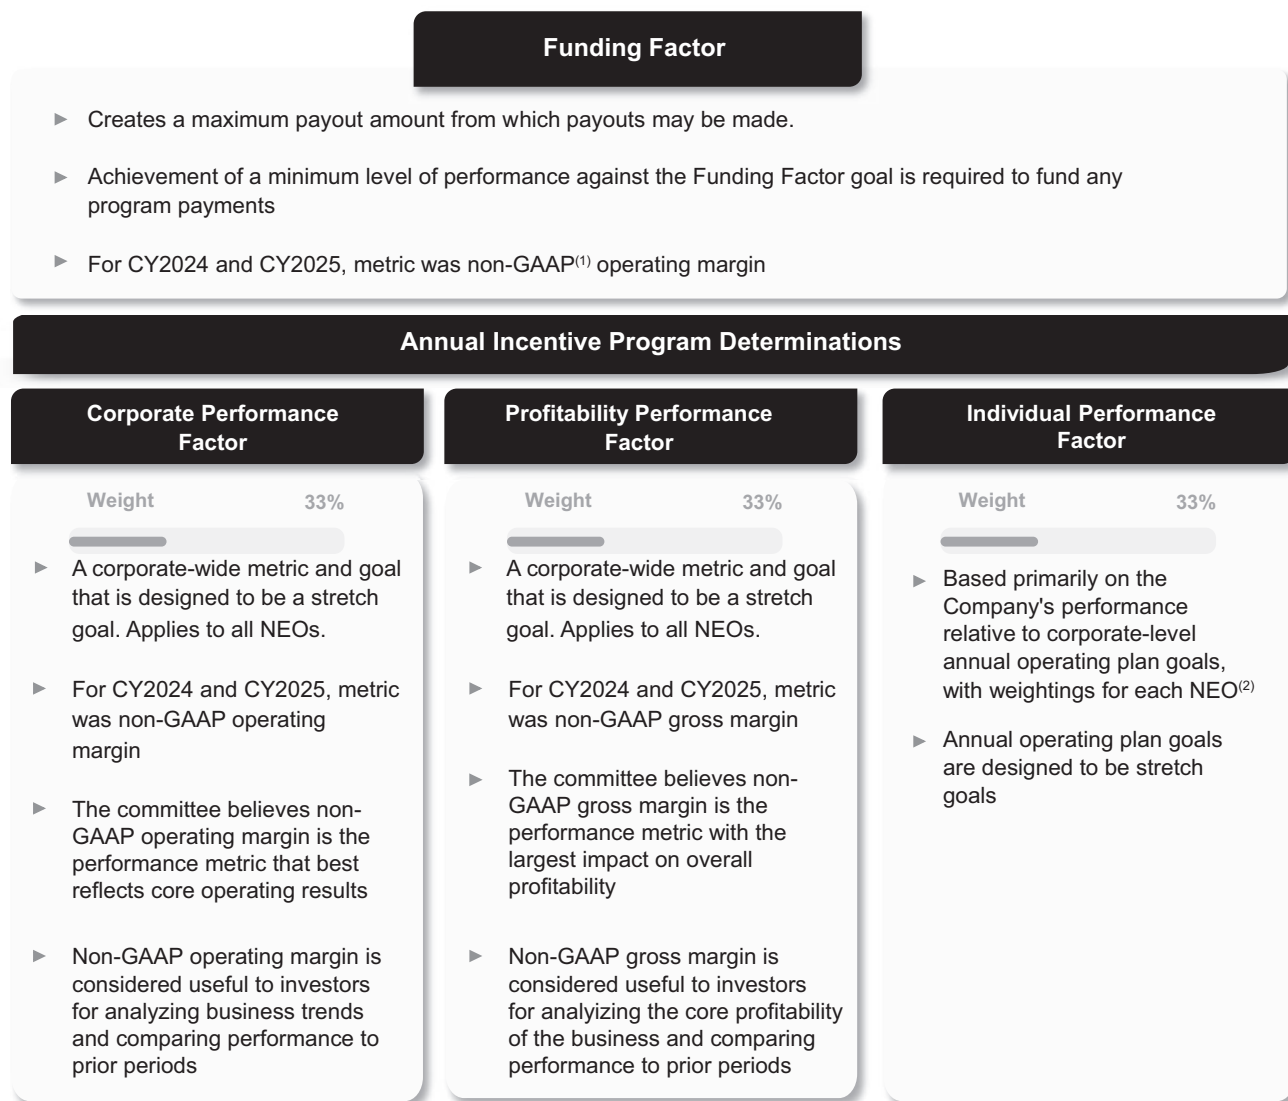 Funding Factor
► Creates a maximum payout amount from which payouts may be made.
► Achievement of a minimum level of performance against the Funding Factor goal is required to fund any
program payments
► For CY2024 and CY2025, metric was non-GAAP(1) operating margin
Annual Incentive Program Determinations
Corporate Performance
Factor
Weight 33%
► A corporate-wide metric and goal
that is designed to be a stretch
goal. Applies to all NEOs.
► For CY2024 and CY2025, metric
was non-GAAP operating
margin
► The committee believes non-
GAAP operating margin is the
performance metric that best
reflects core operating results
► Non-GAAP operating margin is
considered useful to investors
for analyzing business trends
and comparing performance to
prior periods
Profitability Performance
Factor
Weight 33%
► A corporate-wide metric and goal
that is designed to be a stretch
goal. Applies to all NEOs.
► For CY2024 and CY2025, metric
was non-GAAP gross margin
► The committee believes non-
GAAP gross margin is the
performance metric with the
largest impact on overall
profitability
► Non-GAAP gross margin is
considered useful to investors
for analyizing the core profitability
of the business and comparing
performance to prior periods
Individual Performance
Factor
Weight 33%
► Based primarily on the
Company's performance
relative to corporate-level
annual operating plan goals,
with weightings for each NEO(2)
► Annual operating plan goals
are designed to be stretch
goals